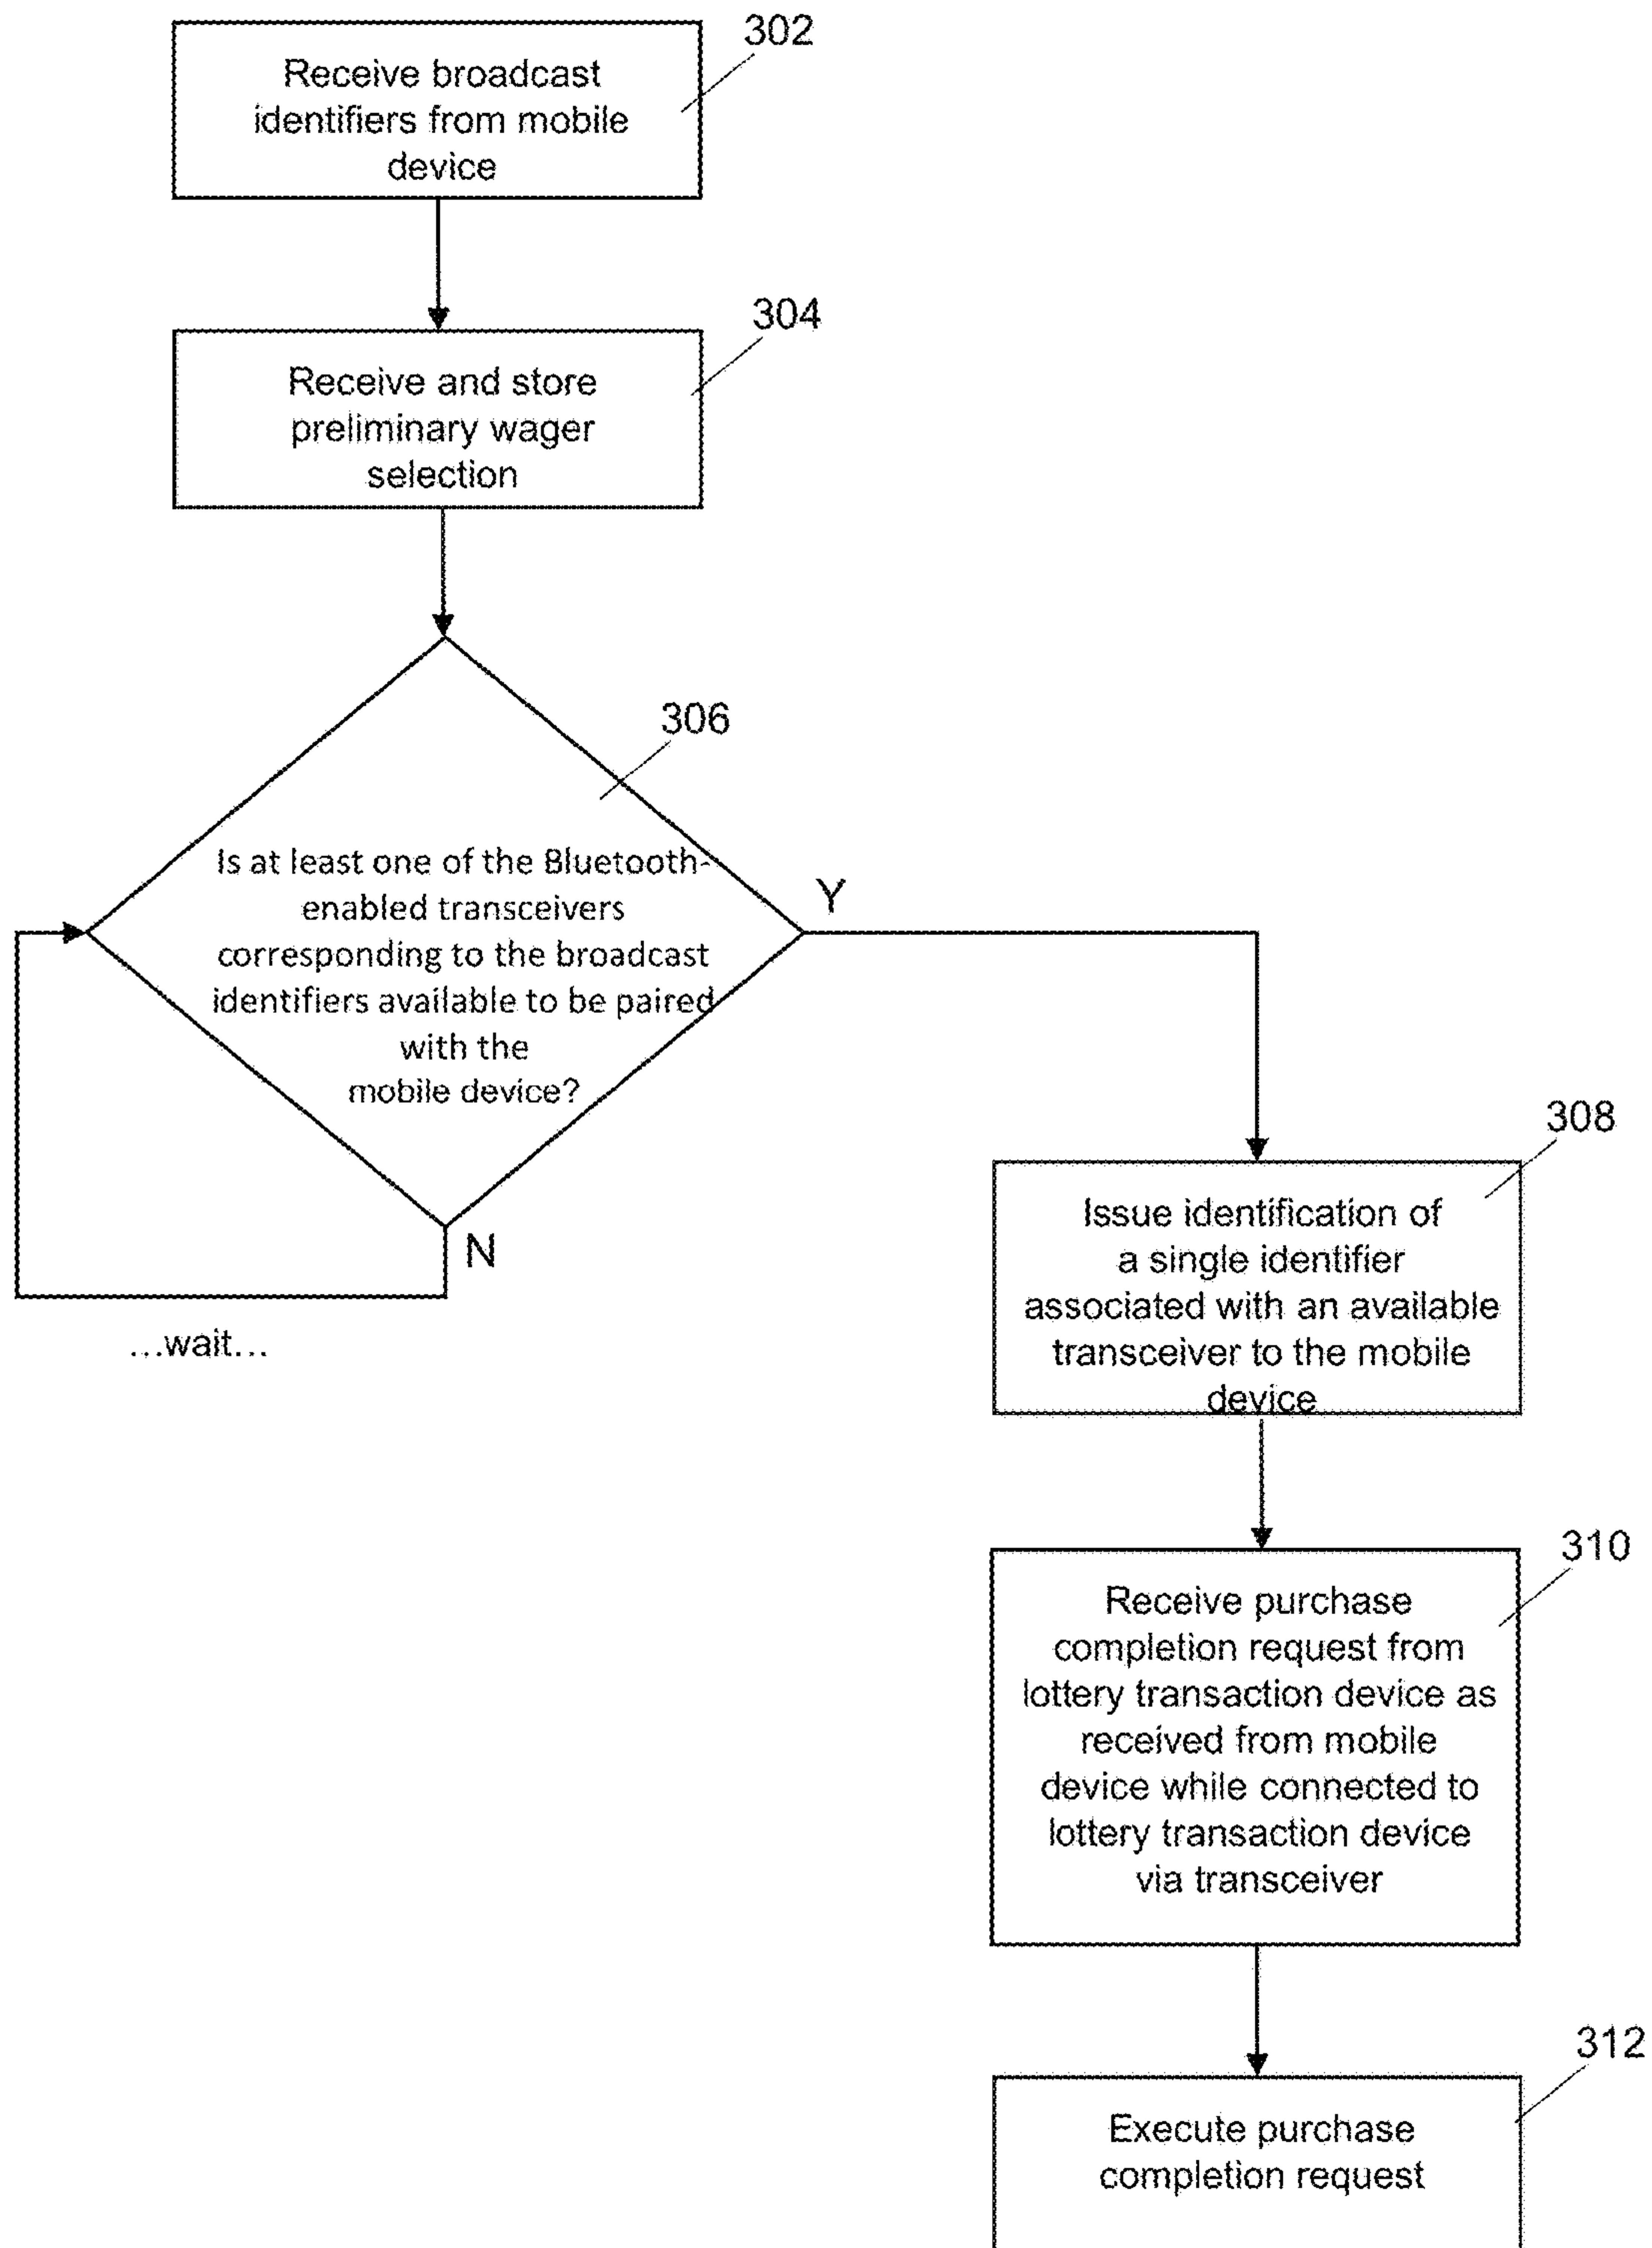 302
Receive broadcast
identifiers from mobile
device
304
Receive and store
preliminary wager
selection
306
Is at least one of the Bluetooth-
enabled transceivers
corresponding to the broadcast
identifiers available to be paired
with the
mobile device?
Y
N
...wait...
308
Issue identification of
a single identifier
associated with an available
transceiver to the mobile
device
310
Receive purchase
completion request from
lottery transaction device as
received from mobile
device while connected to
lottery transaction device
via transceiver
312
Execute purchase
completion request